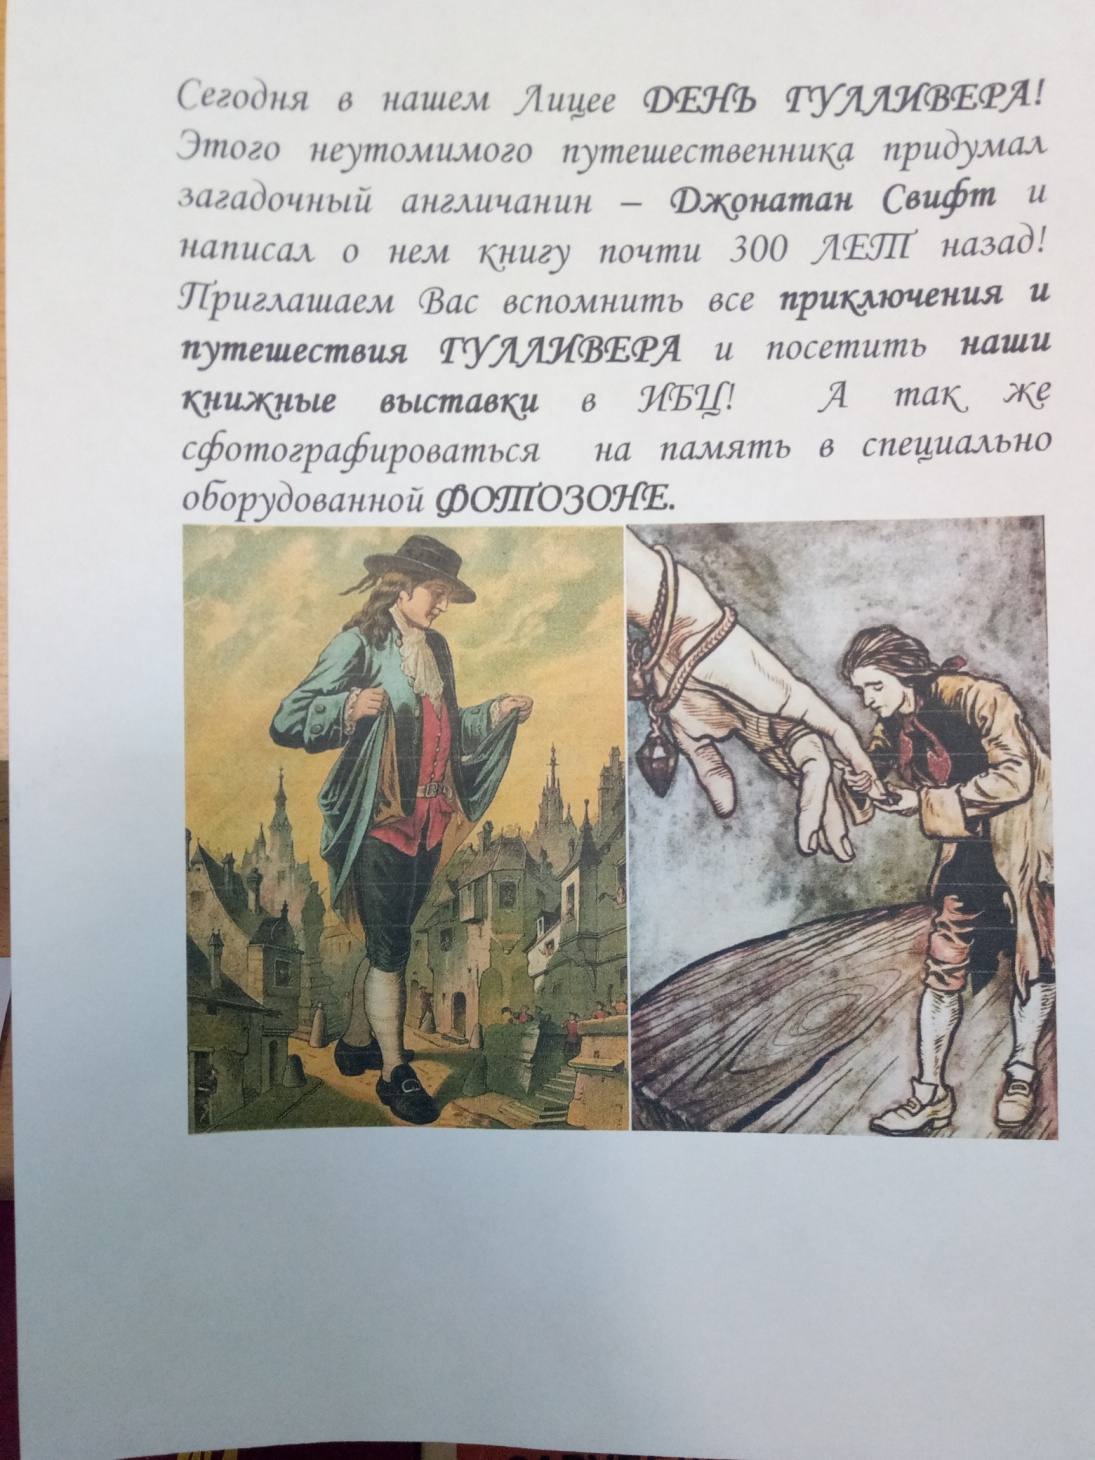 Сегодня в нашем Лицее ДЕНЬ ГУЛЛИВЕРА!
Этого неутомимого путешественника придумал
загадочный англичанин – Джонатан Свифт и
написал о нем книгу почти 300 ЛЕТ назад!
Приглашаем Вас вспомнить все приключения и
путешествия ГУЛЛИВЕРА и посетить наши
книжные выставки в ИБЦ! А так же
сфотографироваться на память в специально
оборудованной ФОТОЗОНЕ.